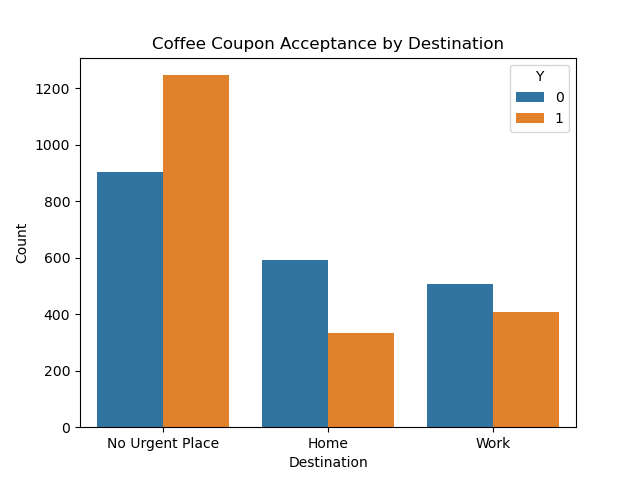 Coffee Coupon Acceptance by Destination
Y
0
1
1200
1000
800
600
400
200
0
Count
No Urgent Place
Home
Work
Destination